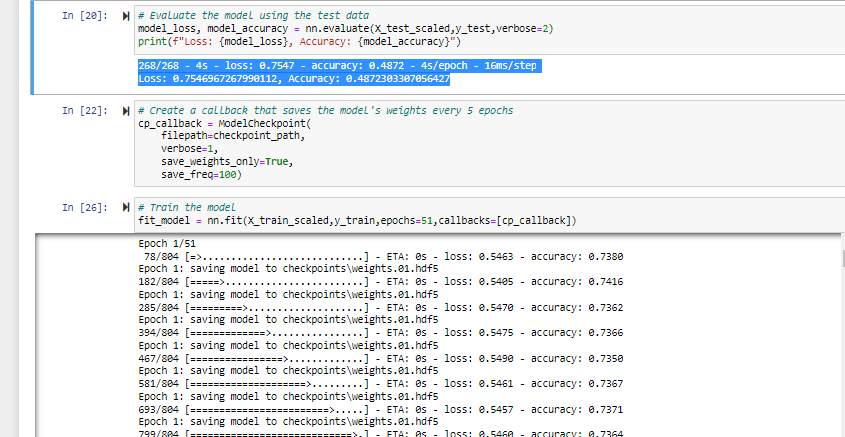 In [20]:
# Evaluate the model using the test data
model_loss, model_accuracy = nn.evaluate(X_test_scaled,y_test,verbose=2)
print(f"Loss: {model_loss}, Accuracy: {model_accuracy}")
268/268 - 4s - loss: 0.7547 - accuracy: 0.4872 - 4s/epoch - 16ms/step
Loss: 0.7546967267990112, Accuracy: 0.4872303307056427
In [22]:
# Create a callback that saves the model's weights every 5 epochs
cp_callback = ModelCheckpoint(
    filepath=checkpoint_path,
    verbose=1,
    save_weights_only=True,
    save_freq=100)
In [26]:
# Train the model
fit_model = nn.fit(X_train_scaled,y_train,epochs=51,callbacks=[cp_callback])
Epoch 1/51
 78/804 [=>............................] - ETA: 0s - loss: 0.5463 - accuracy: 0.7380
Epoch 1: saving model to checkpoints\weights.01.hdf5
182/804 [=====>........................] - ETA: 0s - loss: 0.5405 - accuracy: 0.7416
Epoch 1: saving model to checkpoints\weights.01.hdf5
285/804 [=========>....................] - ETA: 0s - loss: 0.5470 - accuracy: 0.7362
Epoch 1: saving model to checkpoints\weights.01.hdf5
394/804 [=============>................] - ETA: 0s - loss: 0.5475 - accuracy: 0.7366
Epoch 1: saving model to checkpoints\weights.01.hdf5
467/804 [================>.............] - ETA: 0s - loss: 0.5490 - accuracy: 0.7350
Epoch 1: saving model to checkpoints\weights.01.hdf5
581/804 [====================>.........] - ETA: 0s - loss: 0.5461 - accuracy: 0.7367
Epoch 1: saving model to checkpoints\weights.01.hdf5
693/804 [========================>.....] - ETA: 0s - loss: 0.5457 - accuracy: 0.7371
Epoch 1: saving model to checkpoints\weights.01.hdf5
799/804 [============================>.] - ETA: 0s - loss: 0.5460 - accuracy: 0.7364